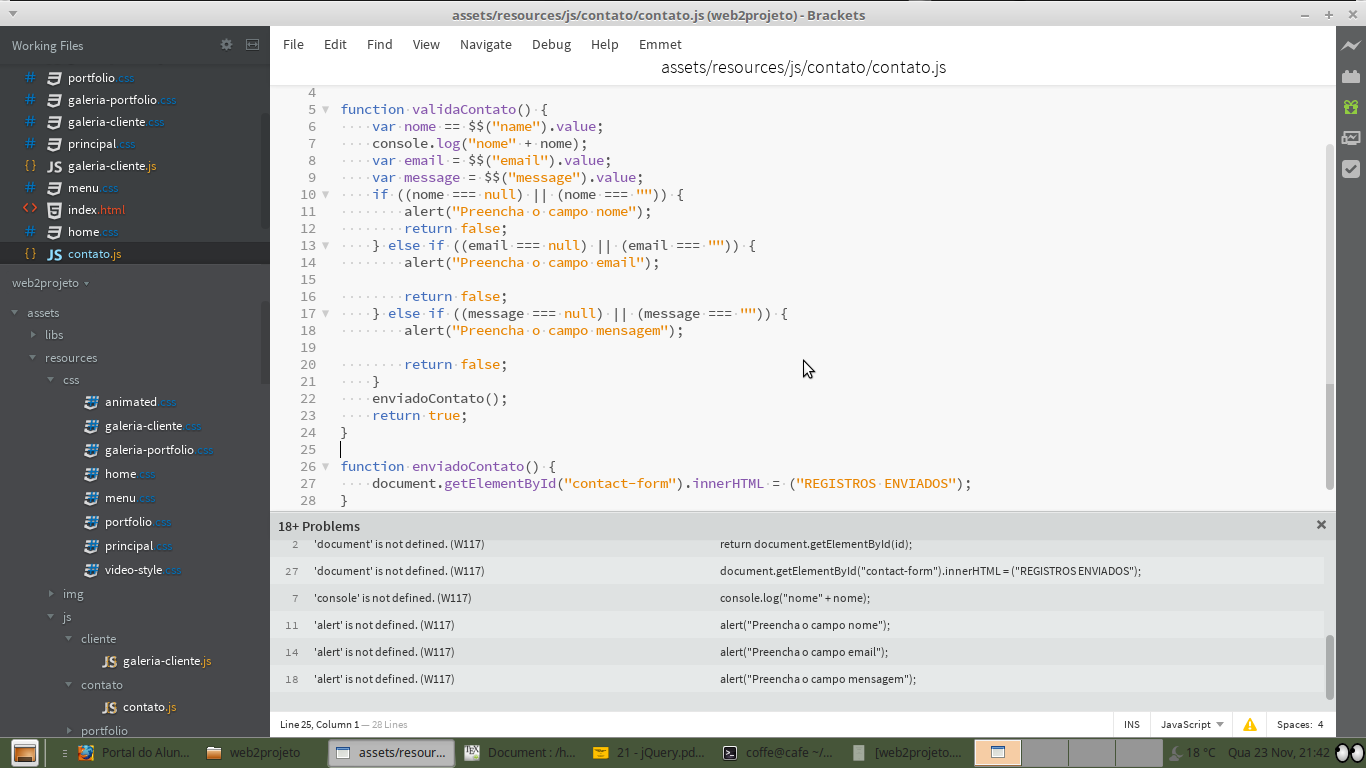 assets/resources/js/contato/contato.js (web2projeto) - Brackets
Working Files
portfolio.css
galeria-portfolio.css
galeria-cliente.css
principal.css
galeria-cliente.js
menu.css
index.html
home.css
contato.js
web2projeto
assets
libs
resources
css
animated.css
galeria-cliente.css
galeria-portfolio.css
home.css
menu.css
portfolio.css
principal.css
video-style.css
img
js
cliente
galeria-cliente.js
contato
contato.js
portfolio
File Edit Find View Navigate Debug Help Emmet
assets/resources/js/contato/contato.js
4
5 function validaContato() {
6 var nome == $$("name").value;
7 console.log("nome" + nome);
8 var email = $$("email").value;
9 var message = $$("message").value;
10 if ((nome === null) || (nome === "")) {
11 alert("Preencha o campo nome");
12 return false;
13 } else if ((email === null) || (email === "")) {
14 alert("Preencha o campo email");
15
16 return false;
17 } else if ((message === null) || (message === "")) {
18 alert("Preencha o campo mensagem");
19
20 return false;
21 }
22 enviadoContato();
23 return true;
24 }
25
26 function enviadoContato() {
27 document.getElementById("contact-form").innerHTML = ("REGISTROS ENVIADOS");
28 }
18+ Problems
2 'document' is not defined. (W117) return document.getElementById(id);
27 'document' is not defined. (W117) document.getElementById("contact-form").innerHTML = ("REGISTROS ENVIADOS");
7 'console' is not defined. (W117) console.log("nome" + nome);
11 'alert' is not defined. (W117) alert("Preencha o campo nome");
14 'alert' is not defined. (W117) alert("Preencha o campo email");
18 'alert' is not defined. (W117) alert("Preencha o campo mensagem");
Line 25, Column 1 — 28 Lines INS JavaScript Spaces: 4
Portal do Alun... web2projeto assets/resour... Document : /h... 21 - jQuery.pd... coffe@cafe ~/... [web2projeto.... 18 °C Qua 23 Nov, 21:42